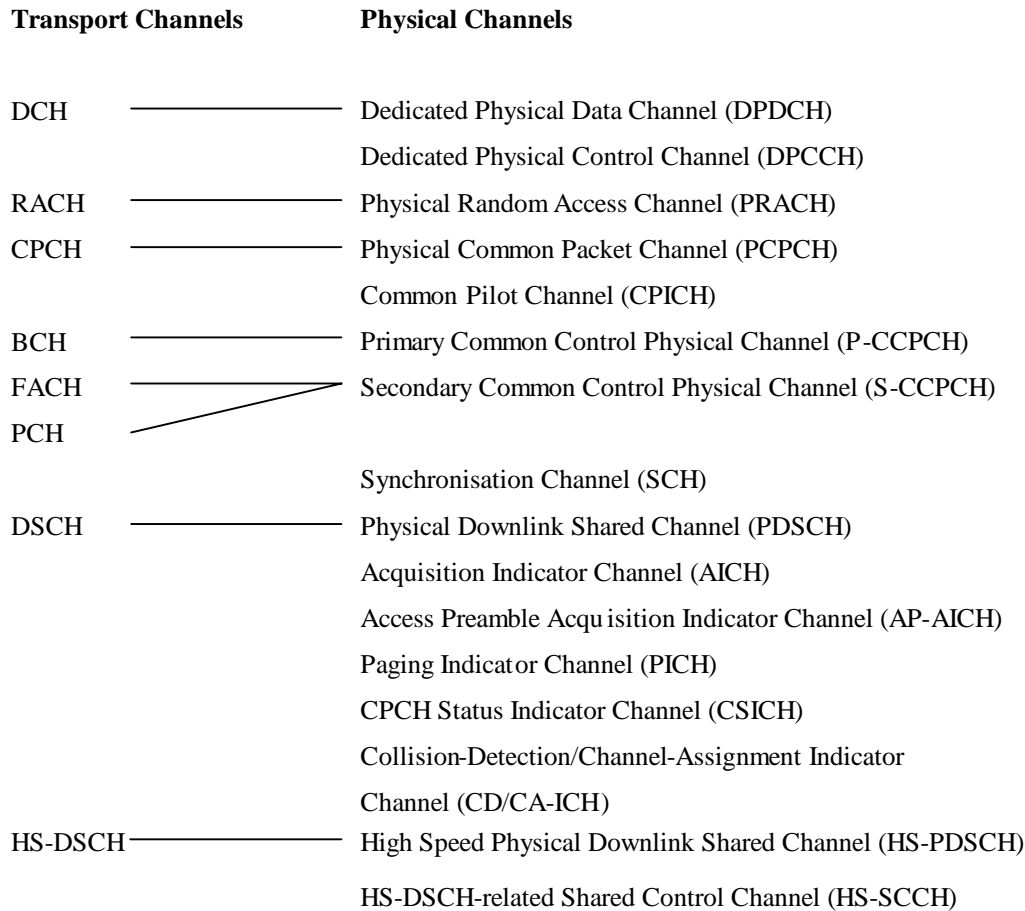 Transport Channels Physical Channels
DCH Dedicated Physical Data Channel (DPDCH)
Dedicated Physical Control Channel (DPCCH)
RACH Physical Random Access Channel (PRACH)
CPCH Physical Common Packet Channel (PCPCH)
Common Pilot Channel (CPICH)
BCH Primary Common Control Physical Channel (P-CCPCH)
FACH Secondary Common Control Physical Channel (S-CCPCH)
PCH
Synchronisation Channel (SCH)
DSCH Physical Downlink Shared Channel (PDSCH)
Acquisition Indicator Channel (AICH)
Access Preamble Acquisition Indicator Channel (AP-AICH)
Paging Indicator Channel (PICH)
CPCH Status Indicator Channel (CSICH)
Collision-Detection/Channel-Assignment Indicator
Channel (CD/CA-ICH)
HS-DSCH High Speed Physical Downlink Shared Channel (HS-PDSCH)
HS-DSCH-related Shared Control Channel (HS-SCCH)